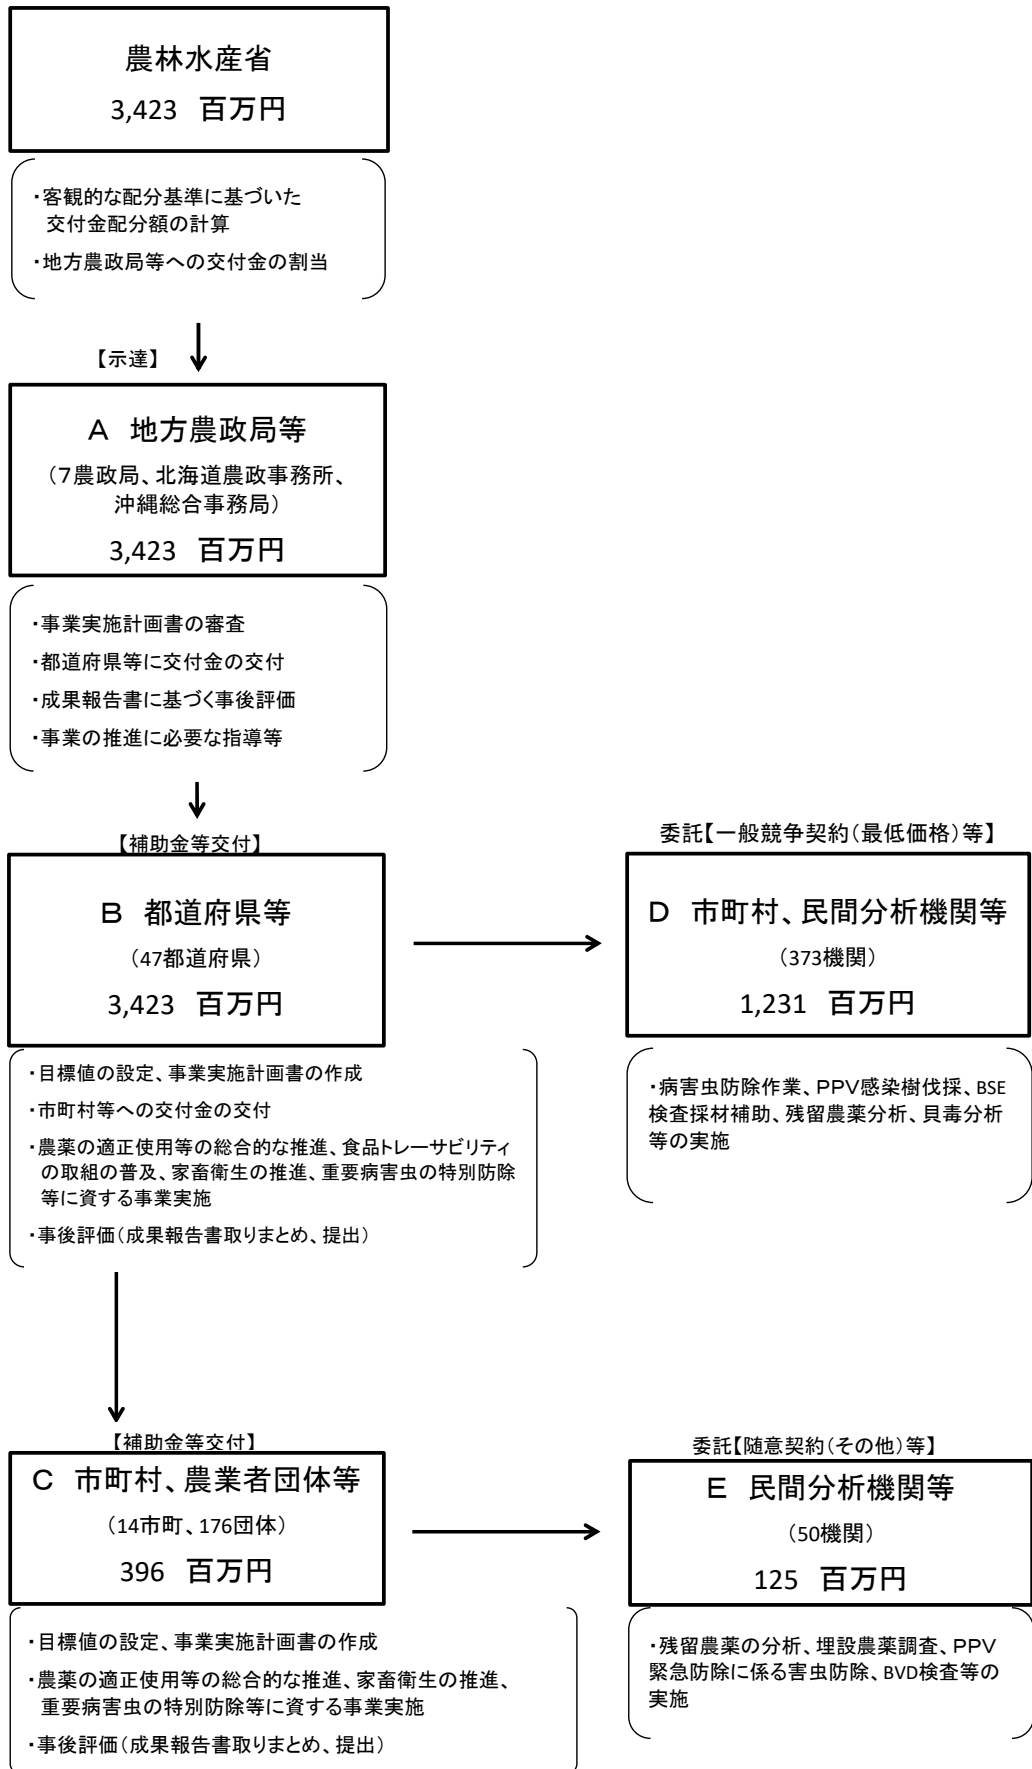 農林水産省
3,423 百万円
・客観的な配分基準に基づいた
交付金配分額の計算
・地方農政局等への交付金の割当
【示達】
A 地方農政局等
（7農政局、北海道農政事務所、
沖縄総合事務局）
3,423 百万円
・事業実施計画書の審査
・都道府県等に交付金の交付
・成果報告書に基づく事後評価
・事業の推進に必要な指導等
【補助金等交付】
B 都道府県等
（47都道府県）
3,423 百万円
・目標値の設定、事業実施計画書の作成
・市町村等への交付金の交付
・農薬の適正使用等の総合的な推進、食品トレーサビリティ
の取組の普及、家畜衛生の推進、重要病害虫の特別防除
等に資する事業実施
・事後評価（成果報告書取りまとめ、提出）
委託【一般競争契約（最低価格）等】
D 市町村、民間分析機関等
（373機関）
1,231 百万円
・病害虫防除作業、PPV感染樹伐採、BSE
検査採材補助、残留農薬分析、貝毒分析
等の実施
【補助金等交付】
C 市町村、農業者団体等
（14市町、176団体）
396 百万円
・目標値の設定、事業実施計画書の作成
・農薬の適正使用等の総合的な推進、家畜衛生の推進、
重要病害虫の特別防除等に資する事業実施
・事後評価（成果報告書取りまとめ、提出）
委託【随意契約（その他）等】
E 民間分析機関等
（50機関）
125 百万円
・残留農薬の分析、埋設農薬調査、PPV
緊急防除に係る害虫防除、BVD検査等の
実施